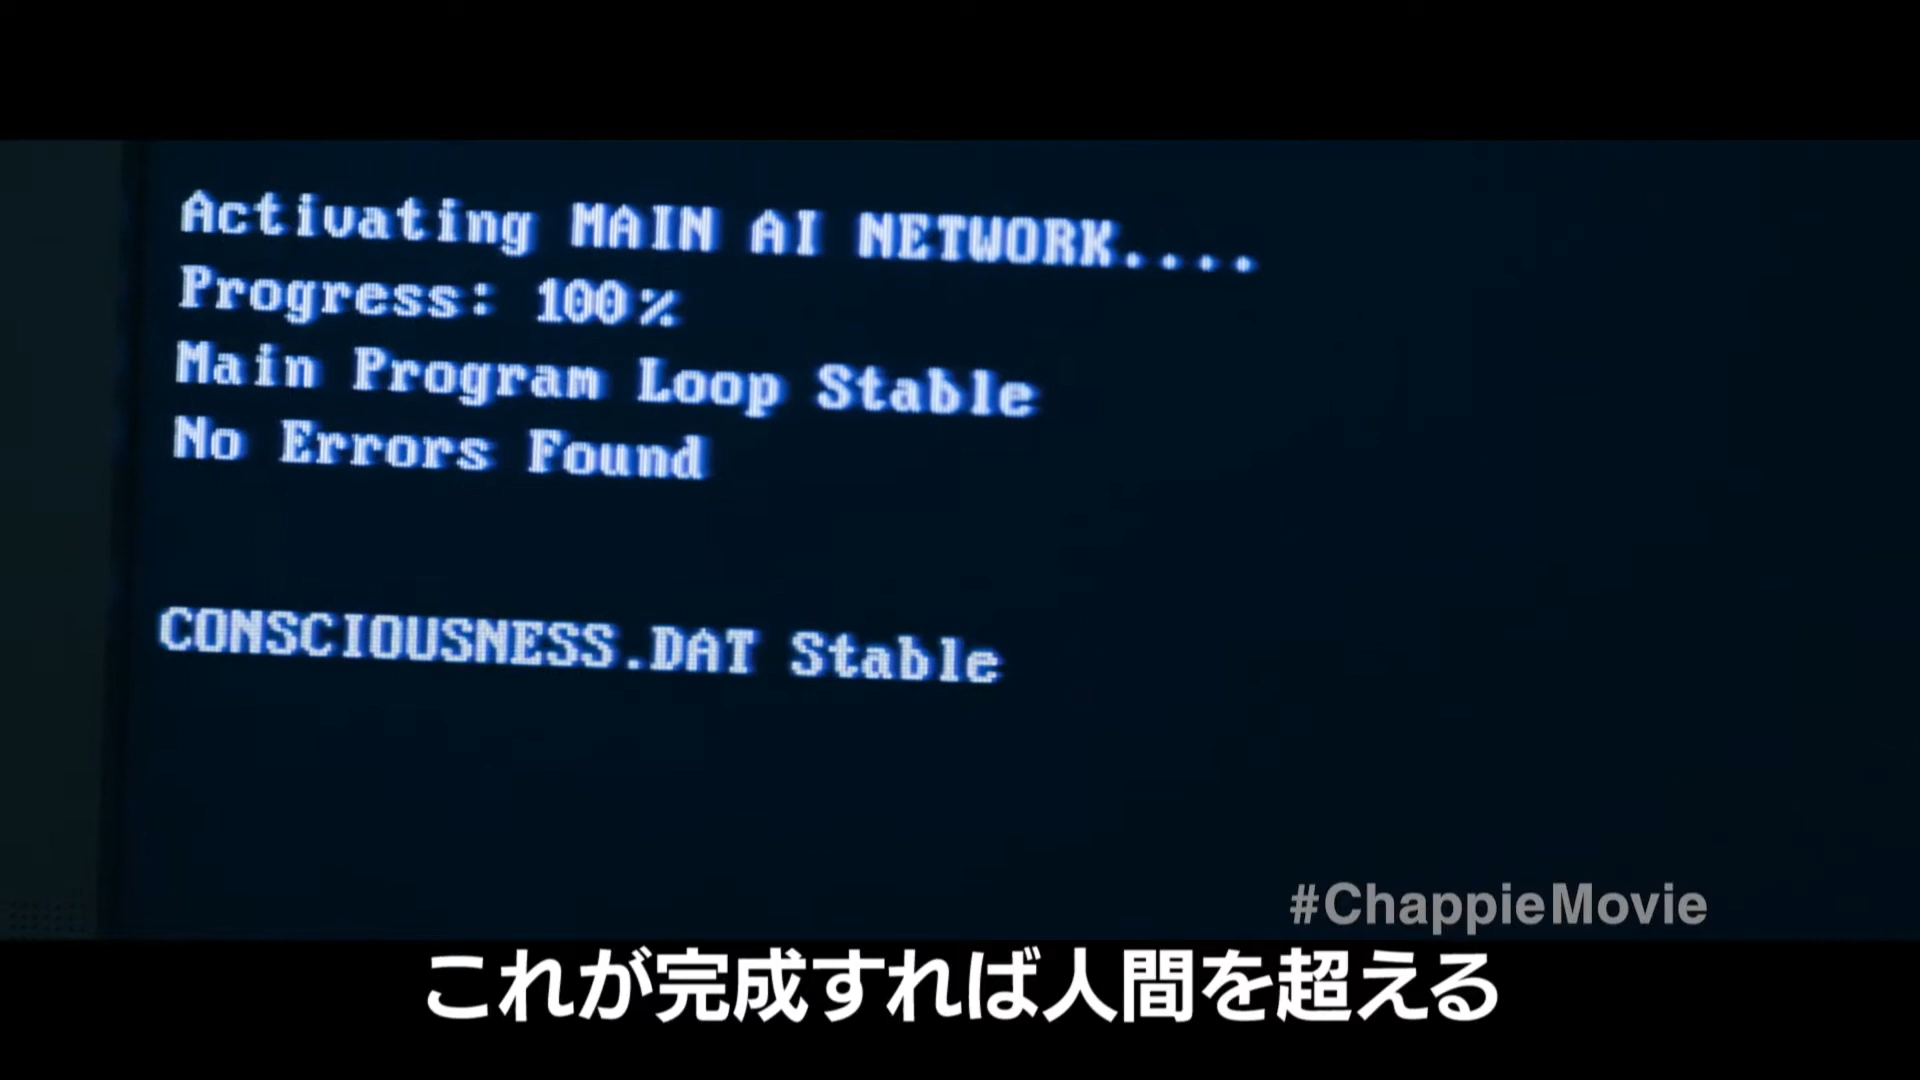 Activating MAIN AI NETWORK....
Progress: 100%
Main Program Loop Stable
No Errors Found
CONSCIOUSNESS.DAT Stable
#ChappieMovie
これが完成すれば人間を超える